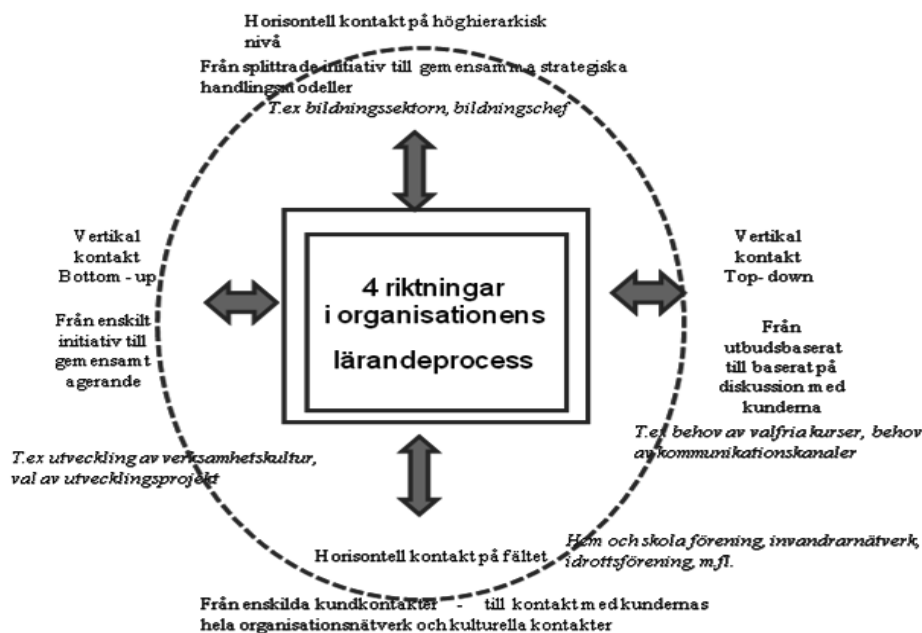 Horisontell kontakt på höghierarkisk
nivå
Från splittrade initiativ till gemensamma strategiska
handlingsmodeller
T.ex bildningssektorn, bildningschef
Vertikal
kontakt
Bottom - up
Från enskilt
initiativ till
gemensamt
agerande
T.ex utveckling av verksamhetskultur,
val av utvecklingsprojekt
4 riktningar
i organisationens
lärandeprocess
Vertikal
kontakt
Top- down
Från
utbudsbaserat
till baserat på
diskussion med
kunderna
T.ex behov av valfria kurser, behov
av kommunikationskanaler
Horisontell kontakt på fältet
Hem och skola förening, invandrarnätverk,
idrottsförening, m.fl.
Från enskilda kundkontakter - till kontakt med kundernas
hela organisationsnätverk och kulturella kontakter